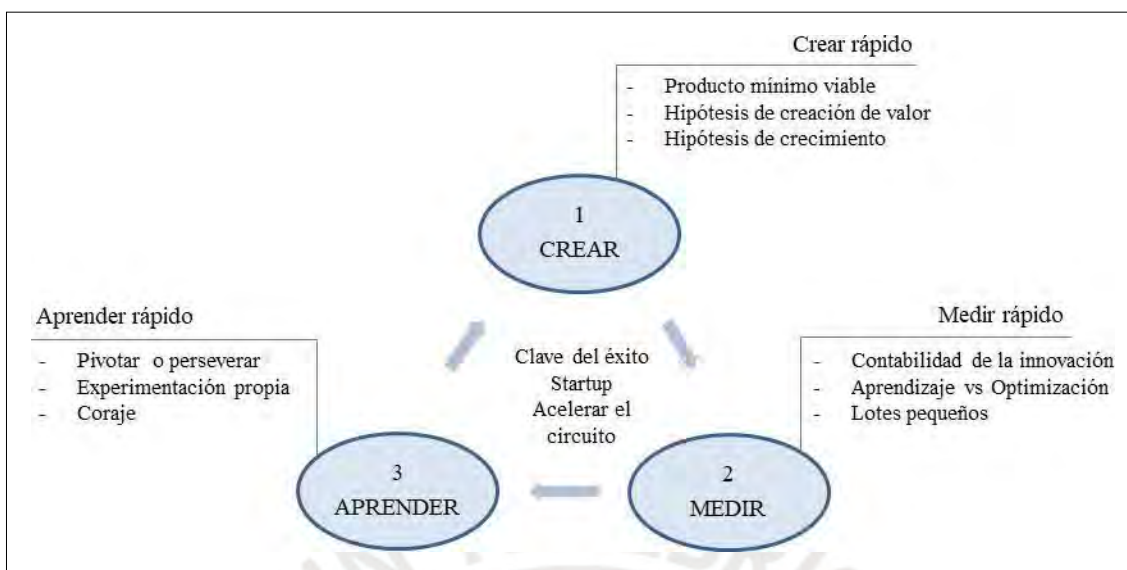 Crear rápido
- Producto mínimo viable
- Hipótesis de creación de valor
- Hipótesis de crecimiento
1
CREAR
Aprender rápido
- Pivotar o perseverar
- Experimentación propia
- Coraje
Clave del éxito
Startup
Acelerar el
circuito
Medir rápido
- Contabilidad de la innovación
- Aprendizaje vs Optimización
- Lotes pequeños
3
APRENDER
2
MEDIR